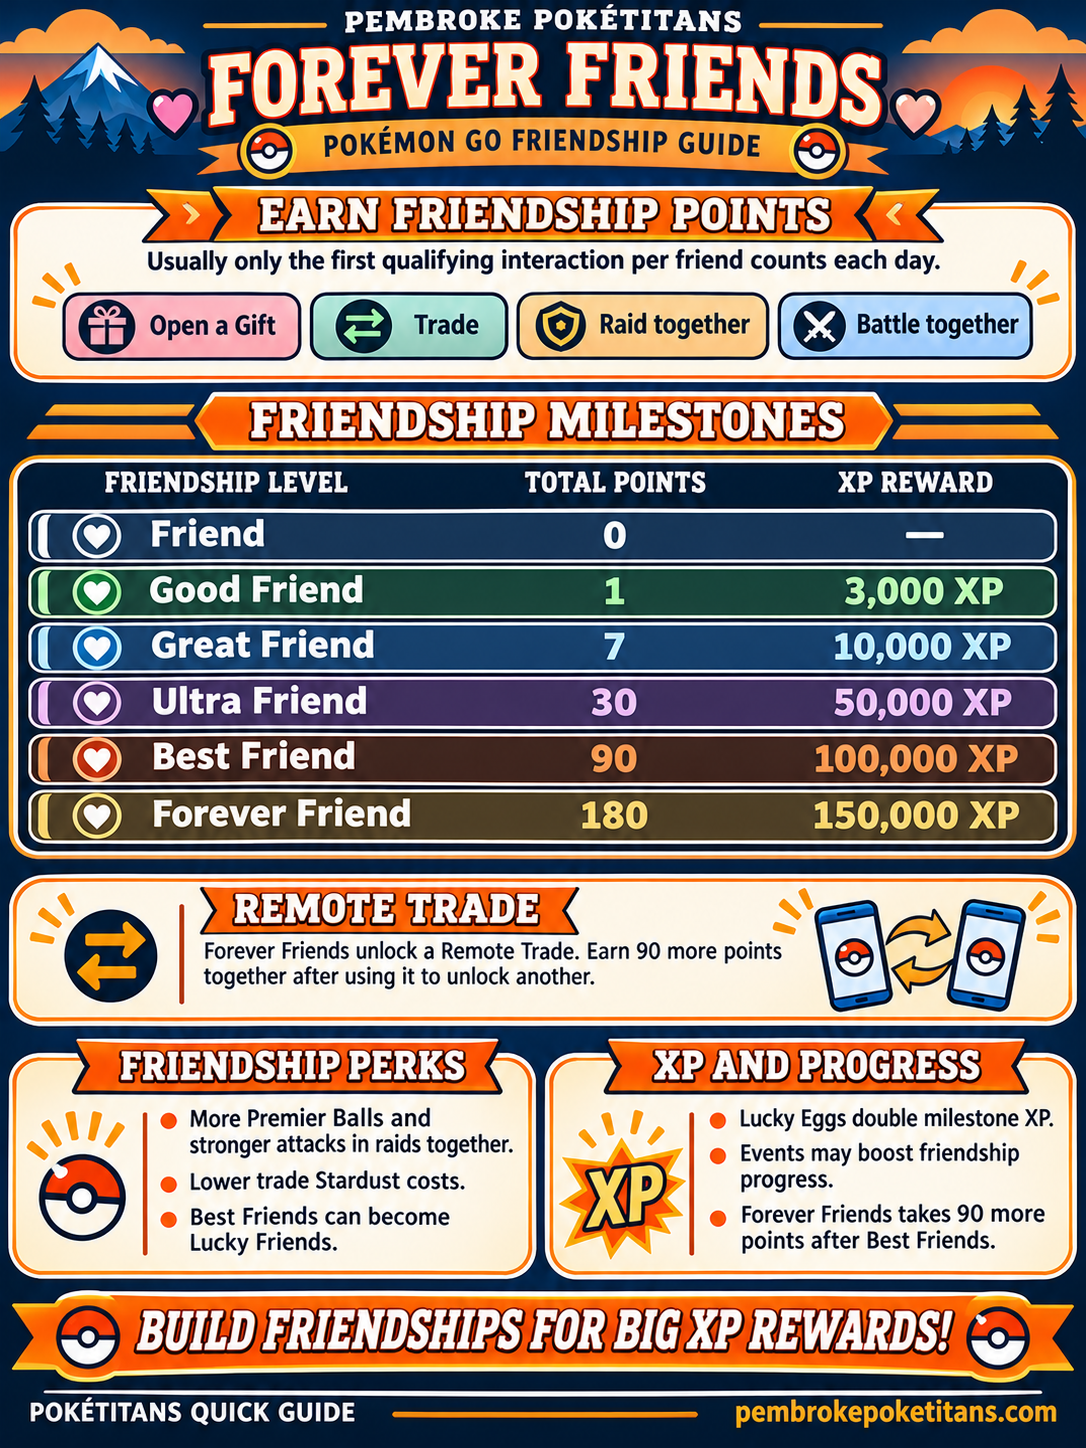 PEMBROKE POKÉTITANS
FOREVER FRIENDS
POKÉMON GO FRIENDSHIP GUIDE
EARN FRIENDSHIP POINTS
Usually only the first qualifying interaction per friend counts each day.
Open a Gift
Trade
Raid together
Battle together
FRIENDSHIP MILESTONES
FRIENDSHIP LEVEL TOTAL POINTS XP REWARD
Friend 0 —
Good Friend 1 3,000 XP
Great Friend 7 10,000 XP
Ultra Friend 30 50,000 XP
Best Friend 90 100,000 XP
Forever Friend 180 150,000 XP
REMOTE TRADE
Forever Friends unlock a Remote Trade. Earn 90 more points
together after using it to unlock another.
FRIENDSHIP PERKS
More Premier Balls and
stronger attacks in raids together.
Lower trade Stardust costs.
Best Friends can become
Lucky Friends.
XP AND PROGRESS
XP
Lucky Eggs double milestone XP.
Events may boost friendship
progress.
Forever Friends takes 90 more
points after Best Friends.
BUILD FRIENDSHIPS FOR BIG XP REWARDS!
POKÉTITANS QUICK GUIDE
pembrokepoketitans.com